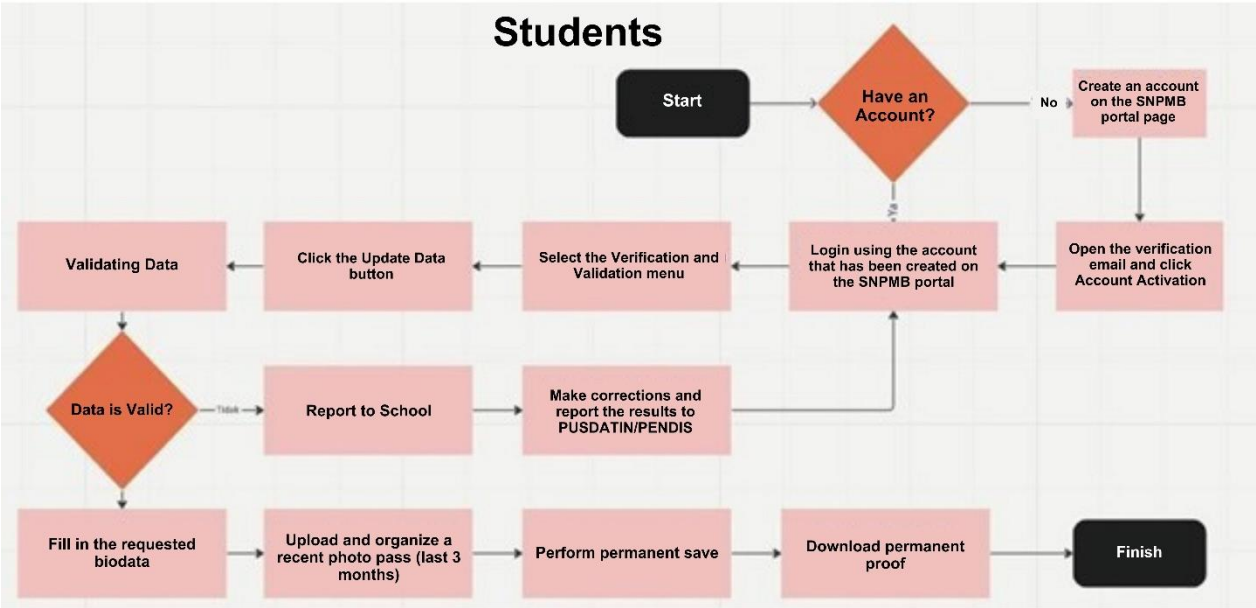 Students
Start
Have an
Account?
No
Create an account
on the SNPMB
portal page
Ya
Validating Data
Click the Update Data
button
Select the Verification and
Validation menu
Login using the account
that has been created on
the SNPMB portal
Open the verification
email and click
Account Activation
Data is Valid?
Tidak
Report to School
Make corrections and
report the results to
PUSDATIN/PENDIS
Fill in the requested
biodata
Upload and organize a
recent photo pass (last 3
months)
Perform permanent save
Download permanent
proof
Finish